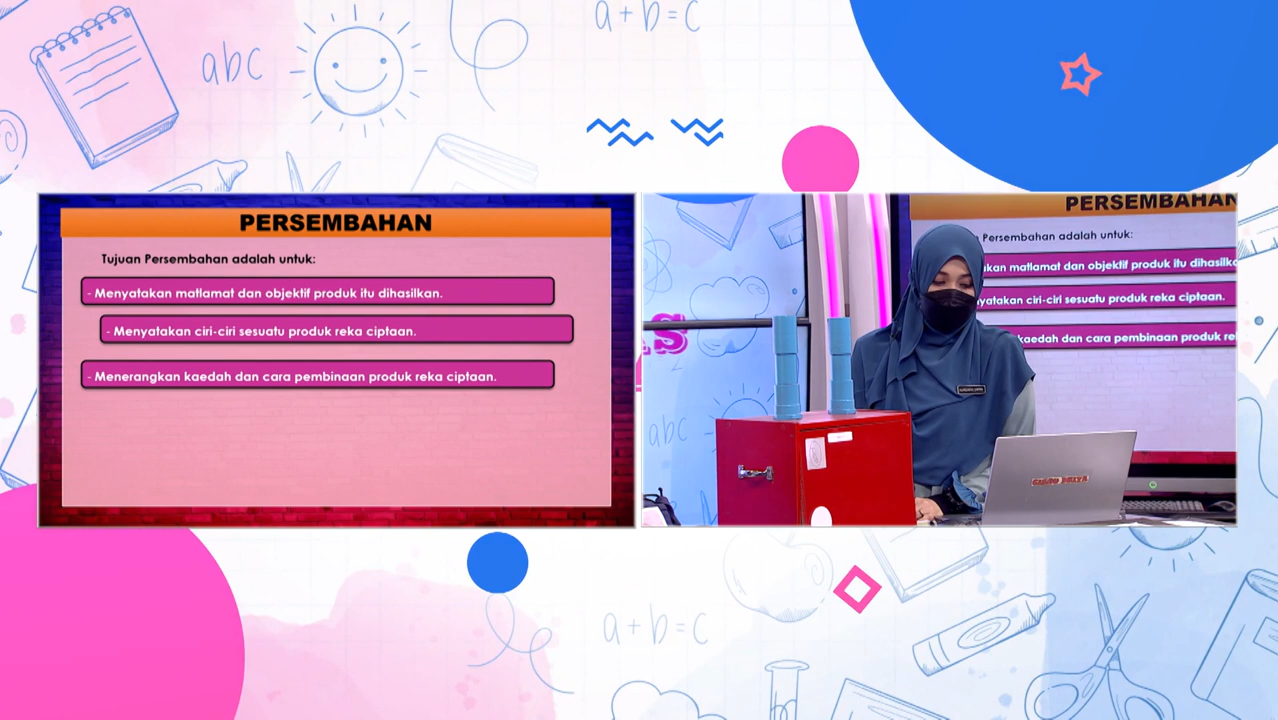 a+b=c
abc
PERSEMBAHAN
Tujuan Persembahan adalah untuk:
- Menyatakan matlamat dan objektif produk itu dihasilkan.
- Menyatakan ciri-ciri sesuatu produk reka ciptaan.
- Menerangkan kaedah dan cara pembinaan produk reka ciptaan.
PERSEMBAHAN
Persembahan adalah untuk:
kan matlamat dan objektif produk itu dihasilka
yatakan ciri-ciri sesuatu produk reka ciptaan.
kaedah dan cara pembinaan produk re
AS
abc
a+b=c